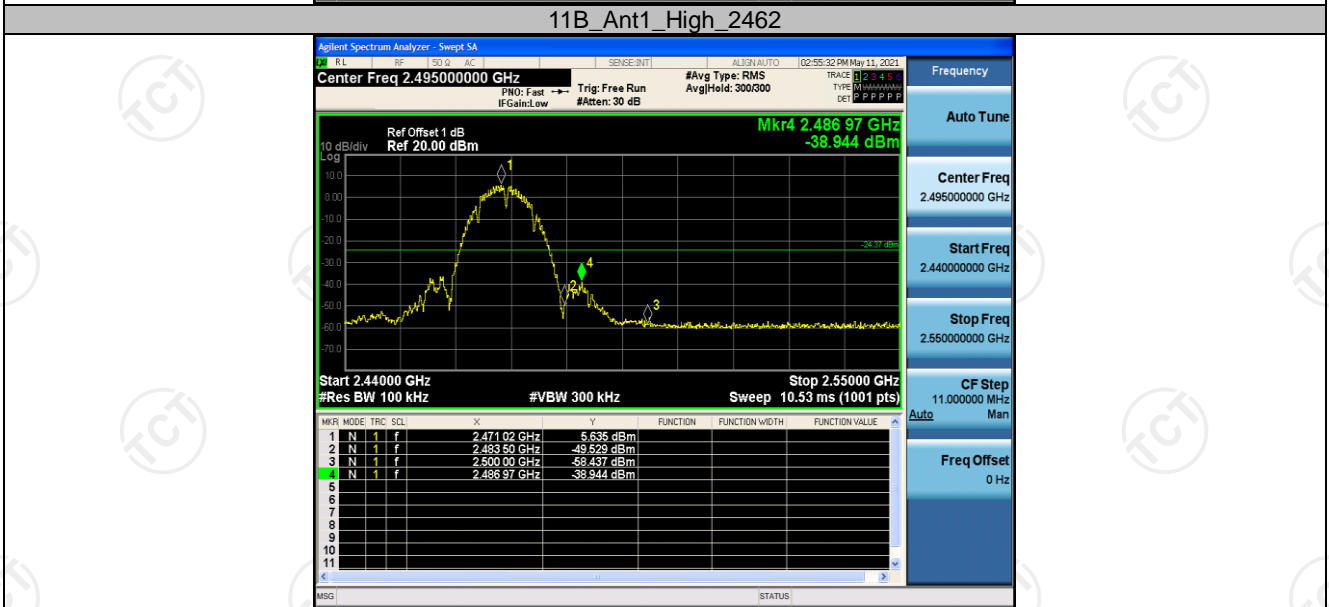 11B_Ant1_High_2462
Agilent Spectrum Analyzer - Swept SA
RL RF 50 Ω AC SENSE:INT ALIGN AUTO 02:55:32 PM May 11, 2021
Center Freq 2.495000000 GHz
PNO: Fast
IFGain:Low
Trig: Free Run
#Atten: 30 dB
#Avg Type: RMS
Avg|Hold: 300/300
TRACE 1 2 3 4 5 6
TYPE M
DET P P P P P P
Ref Offset 1 dB
10 dB/div Ref 20.00 dBm
Log
Mkr4 2.486 97 GHz
-38.944 dBm
10.0
0.00
-10.0
-20.0
-30.0
-40.0
-50.0
-60.0
-70.0
1
2
3
4
-24.37 dBm
Start 2.44000 GHz Stop 2.55000 GHz
#Res BW 100 kHz #VBW 300 kHz Sweep 10.53 ms (1001 pts)
MKR MODE TRC SCL X Y FUNCTION FUNCTION WIDTH FUNCTION VALUE
1 N 1 f 2.471 02 GHz 5.635 dBm
2 N 1 f 2.483 50 GHz -49.529 dBm
3 N 1 f 2.500 00 GHz -58.437 dBm
4 N 1 f 2.486 97 GHz -38.944 dBm
5
6
7
8
9
10
11
MSG STATUS
Frequency
Auto Tune
Center Freq
2.495000000 GHz
Start Freq
2.440000000 GHz
Stop Freq
2.550000000 GHz
CF Step
11.000000 MHz
Auto Man
Freq Offset
0 Hz
TCT
TCT
TCT
TCT